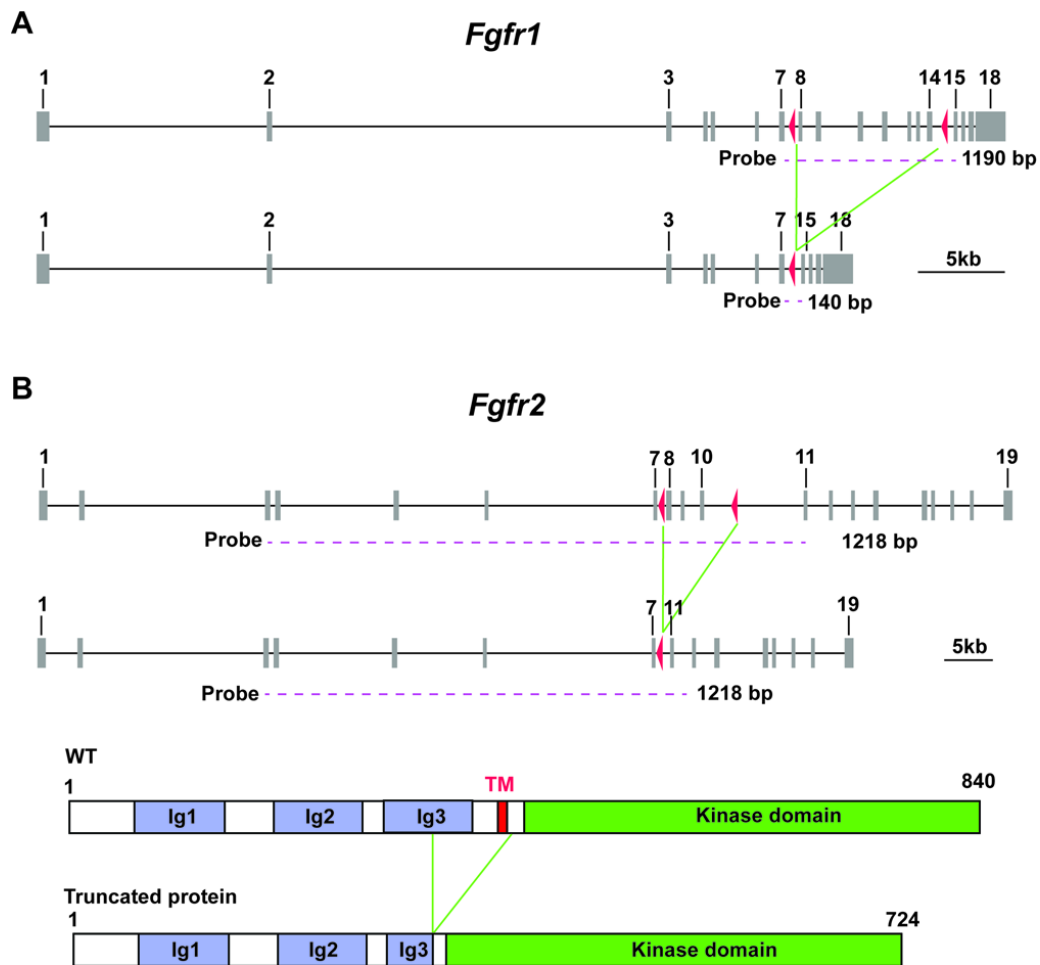 A
Fgfr1
1 2 3 7 8 14 15 18
Probe 1190 bp
1 2 3 7 15 18
5kb
Probe 140 bp
B
Fgfr2
1 7 8 10 11 19
Probe 1218 bp
1 7 11 19
5kb
Probe 1218 bp
WT
1 TM 840
Ig1 Ig2 Ig3 Kinase domain
Truncated protein
1 724
Ig1 Ig2 Ig3 Kinase domain